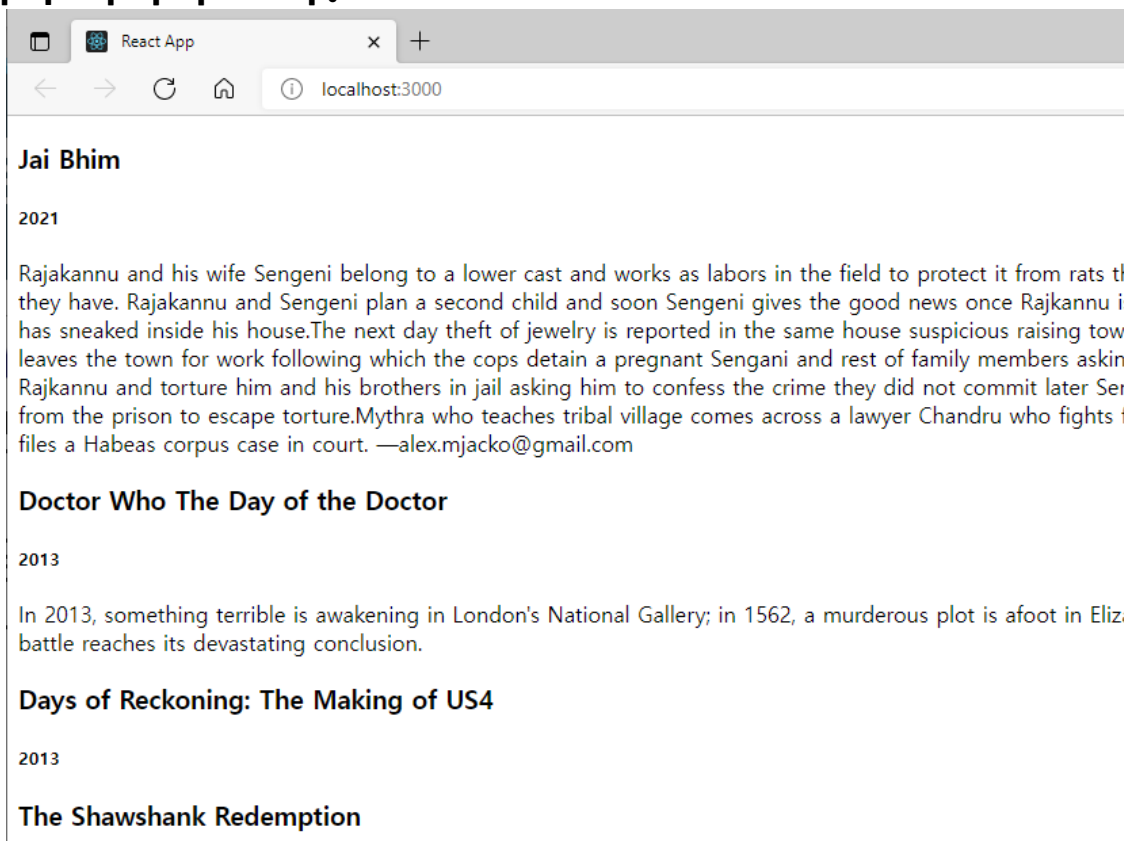 React App
localhost:3000
Jai Bhim
2021
Rajakannu and his wife Sengeni belong to a lower cast and works as labors in the field to protect it from rats
they have. Rajakannu and Sengeni plan a second child and soon Sengeni gives the good news once Rajkannu
has sneaked inside his house.The next day theft of jewelry is reported in the same house suspicious raising
leaves the town for work following which the cops detain a pregnant Sengani and rest of family members
Rajkannu and torture him and his brothers in jail asking him to confess the crime they did not commit later
from the prison to escape torture.Mythra who teaches tribal village comes across a lawyer Chandru who fights
files a Habeas corpus case in court. —alex.mjacko@gmail.com
Doctor Who The Day of the Doctor
2013
In 2013, something terrible is awakening in London's National Gallery; in 1562, a murderous plot is afoot in
battle reaches its devastating conclusion.
Days of Reckoning: The Making of US4
2013
The Shawshank Redemption